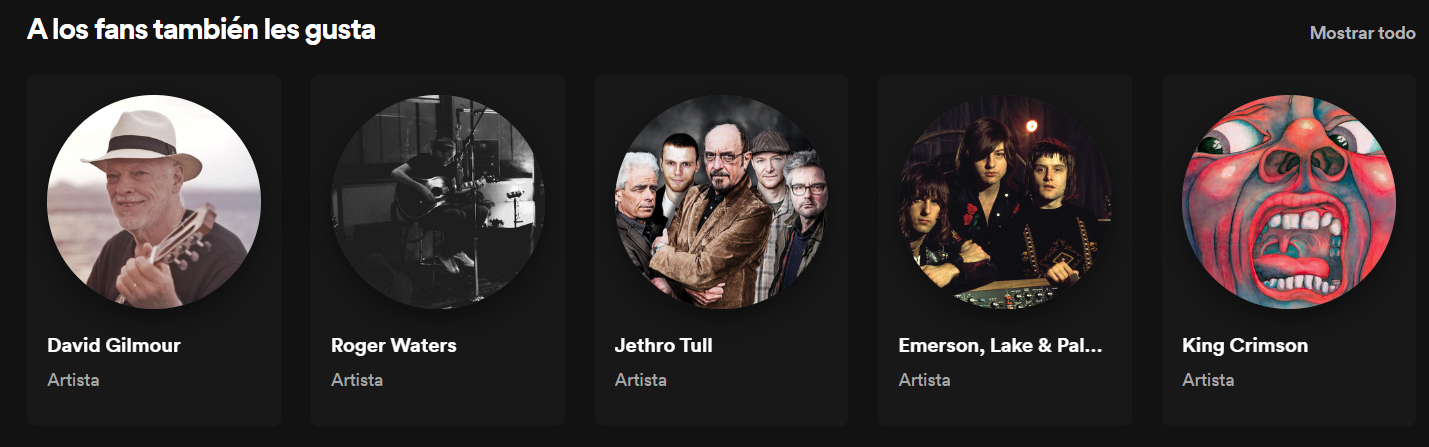 A los fans también les gusta
Mostrar todo
David Gilmour
Artista
Roger Waters
Artista
Jethro Tull
Artista
Emerson, Lake & Pal...
Artista
King Crimson
Artista